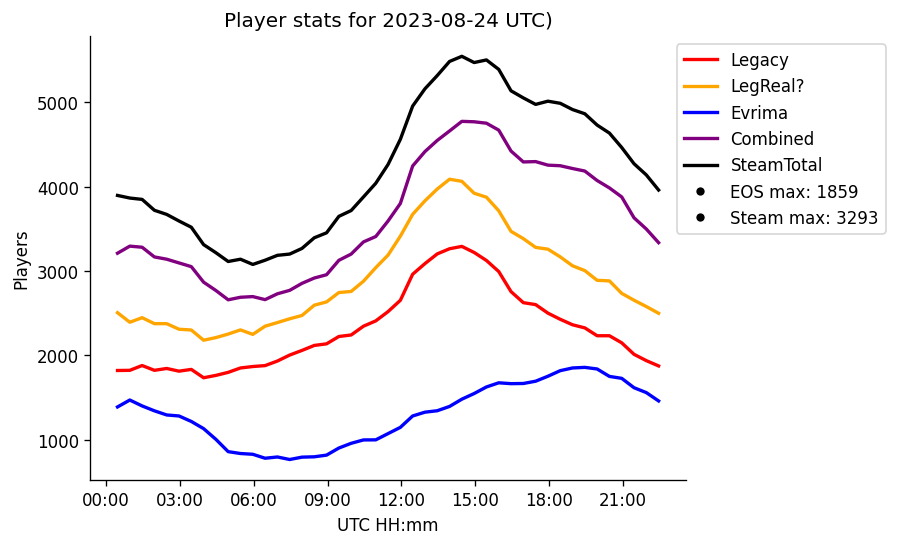 Player stats for 2023-08-24 UTC)
Legacy
LegReal?
Evrima
Combined
SteamTotal
EOS max: 1859
Steam max: 3293
Players
5000
4000
3000
2000
1000
00:00 03:00 06:00 09:00 12:00 15:00 18:00 21:00
UTC HH:mm